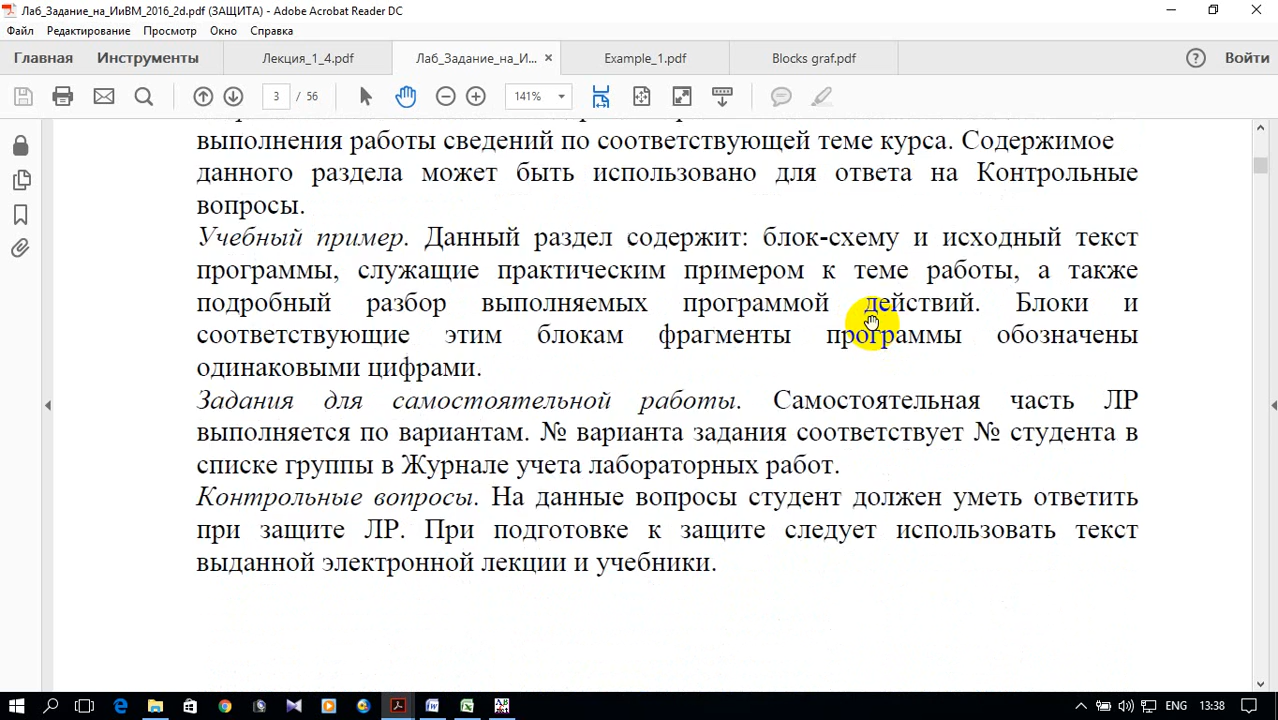 Лаб_Задание_на_ИиВМ_2016_2d.pdf (ЗАЩИТА) - Adobe Acrobat Reader DC
Файл Редактирование Просмотр Окно Справка
Главная Инструменты Лекция_1_4.pdf Лаб_Задание_на_И... × Example_1.pdf Blocks graf.pdf Войти
3 / 56 141%
выполнения работы сведений по соответствующей теме курса. Содержимое
данного раздела может быть использовано для ответа на Контрольные
вопросы.
Учебный пример. Данный раздел содержит: блок-схему и исходный текст
программы, служащие практическим примером к теме работы, а также
подробный разбор выполняемых программой действий. Блоки и
соответствующие этим блокам фрагменты программы обозначены
одинаковыми цифрами.
Задания для самостоятельной работы. Самостоятельная часть ЛР
выполняется по вариантам. № варианта задания соответствует № студента в
списке группы в Журнале учета лабораторных работ.
Контрольные вопросы. На данные вопросы студент должен уметь ответить
при защите ЛР. При подготовке к защите следует использовать текст
выданной электронной лекции и учебники.
ENG 13:38